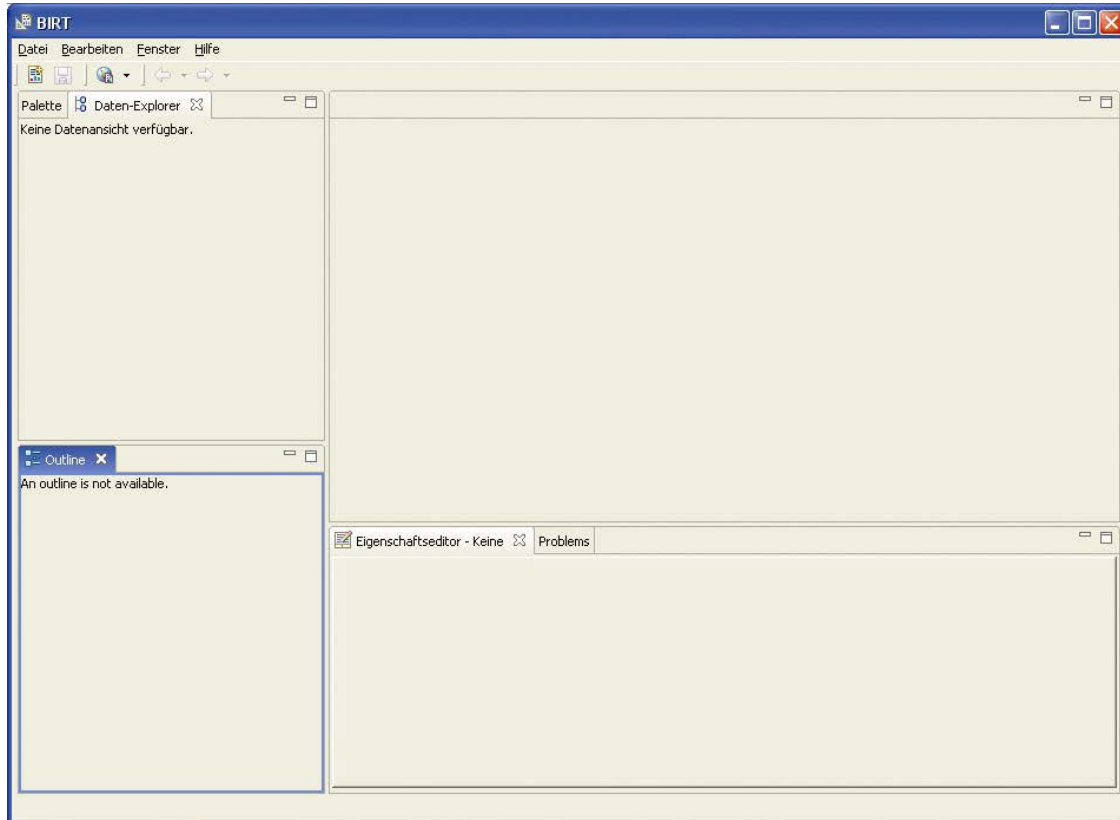 BIRT
Datei Bearbeiten Fenster Hilfe
Palette Daten-Explorer
Keine Datenansicht verfügbar.
Outline
An outline is not available.
Eigenschaftseditor - Keine Problems